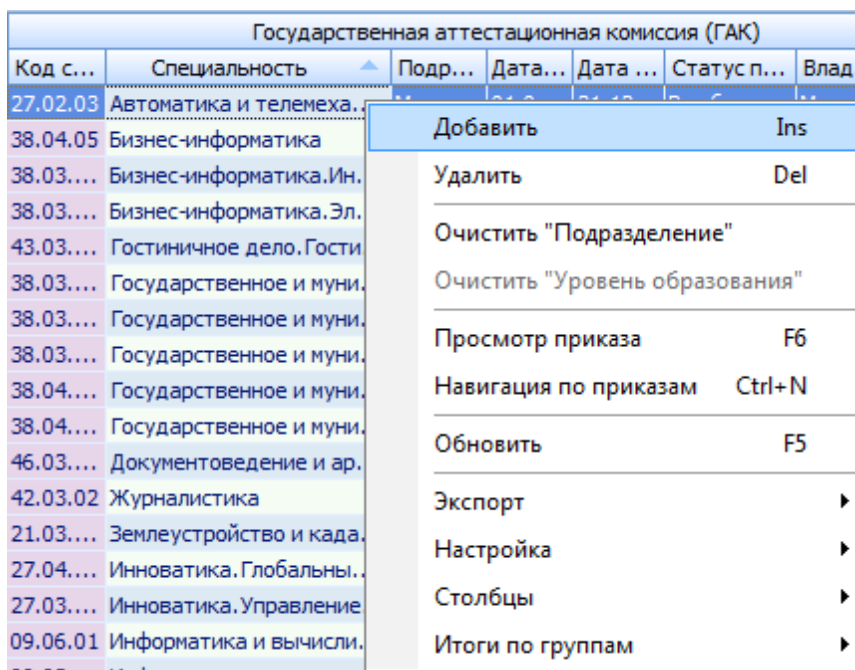 Государственная аттестационная комиссия (ГАК)
Код с... Специальность Подр... Дата... Дата ... Статус п... Влад
27.02.03 Автоматика и телемеха..
38.04.05 Бизнес-информатика
38.03.... Бизнес-информатика.Ин.
38.03.... Бизнес-информатика.Эл.
43.03.... Гостиничное дело.Гости
38.03.... Государственное и муни.
38.03.... Государственное и муни.
38.03.... Государственное и муни.
38.04.... Государственное и муни.
38.04.... Государственное и муни.
46.03.... Документоведение и ар.
42.03.02 Журналистика
21.03.... Землеустройство и када.
27.04.... Инноватика.Глобальны..
27.03.... Инноватика.Управление
09.06.01 Информатика и вычисли.
Добавить Ins
Удалить Del
Очистить "Подразделение"
Очистить "Уровень образования"
Просмотр приказа F6
Навигация по приказам Ctrl+N
Обновить F5
Экспорт
Настройка
Столбцы
Итоги по группам